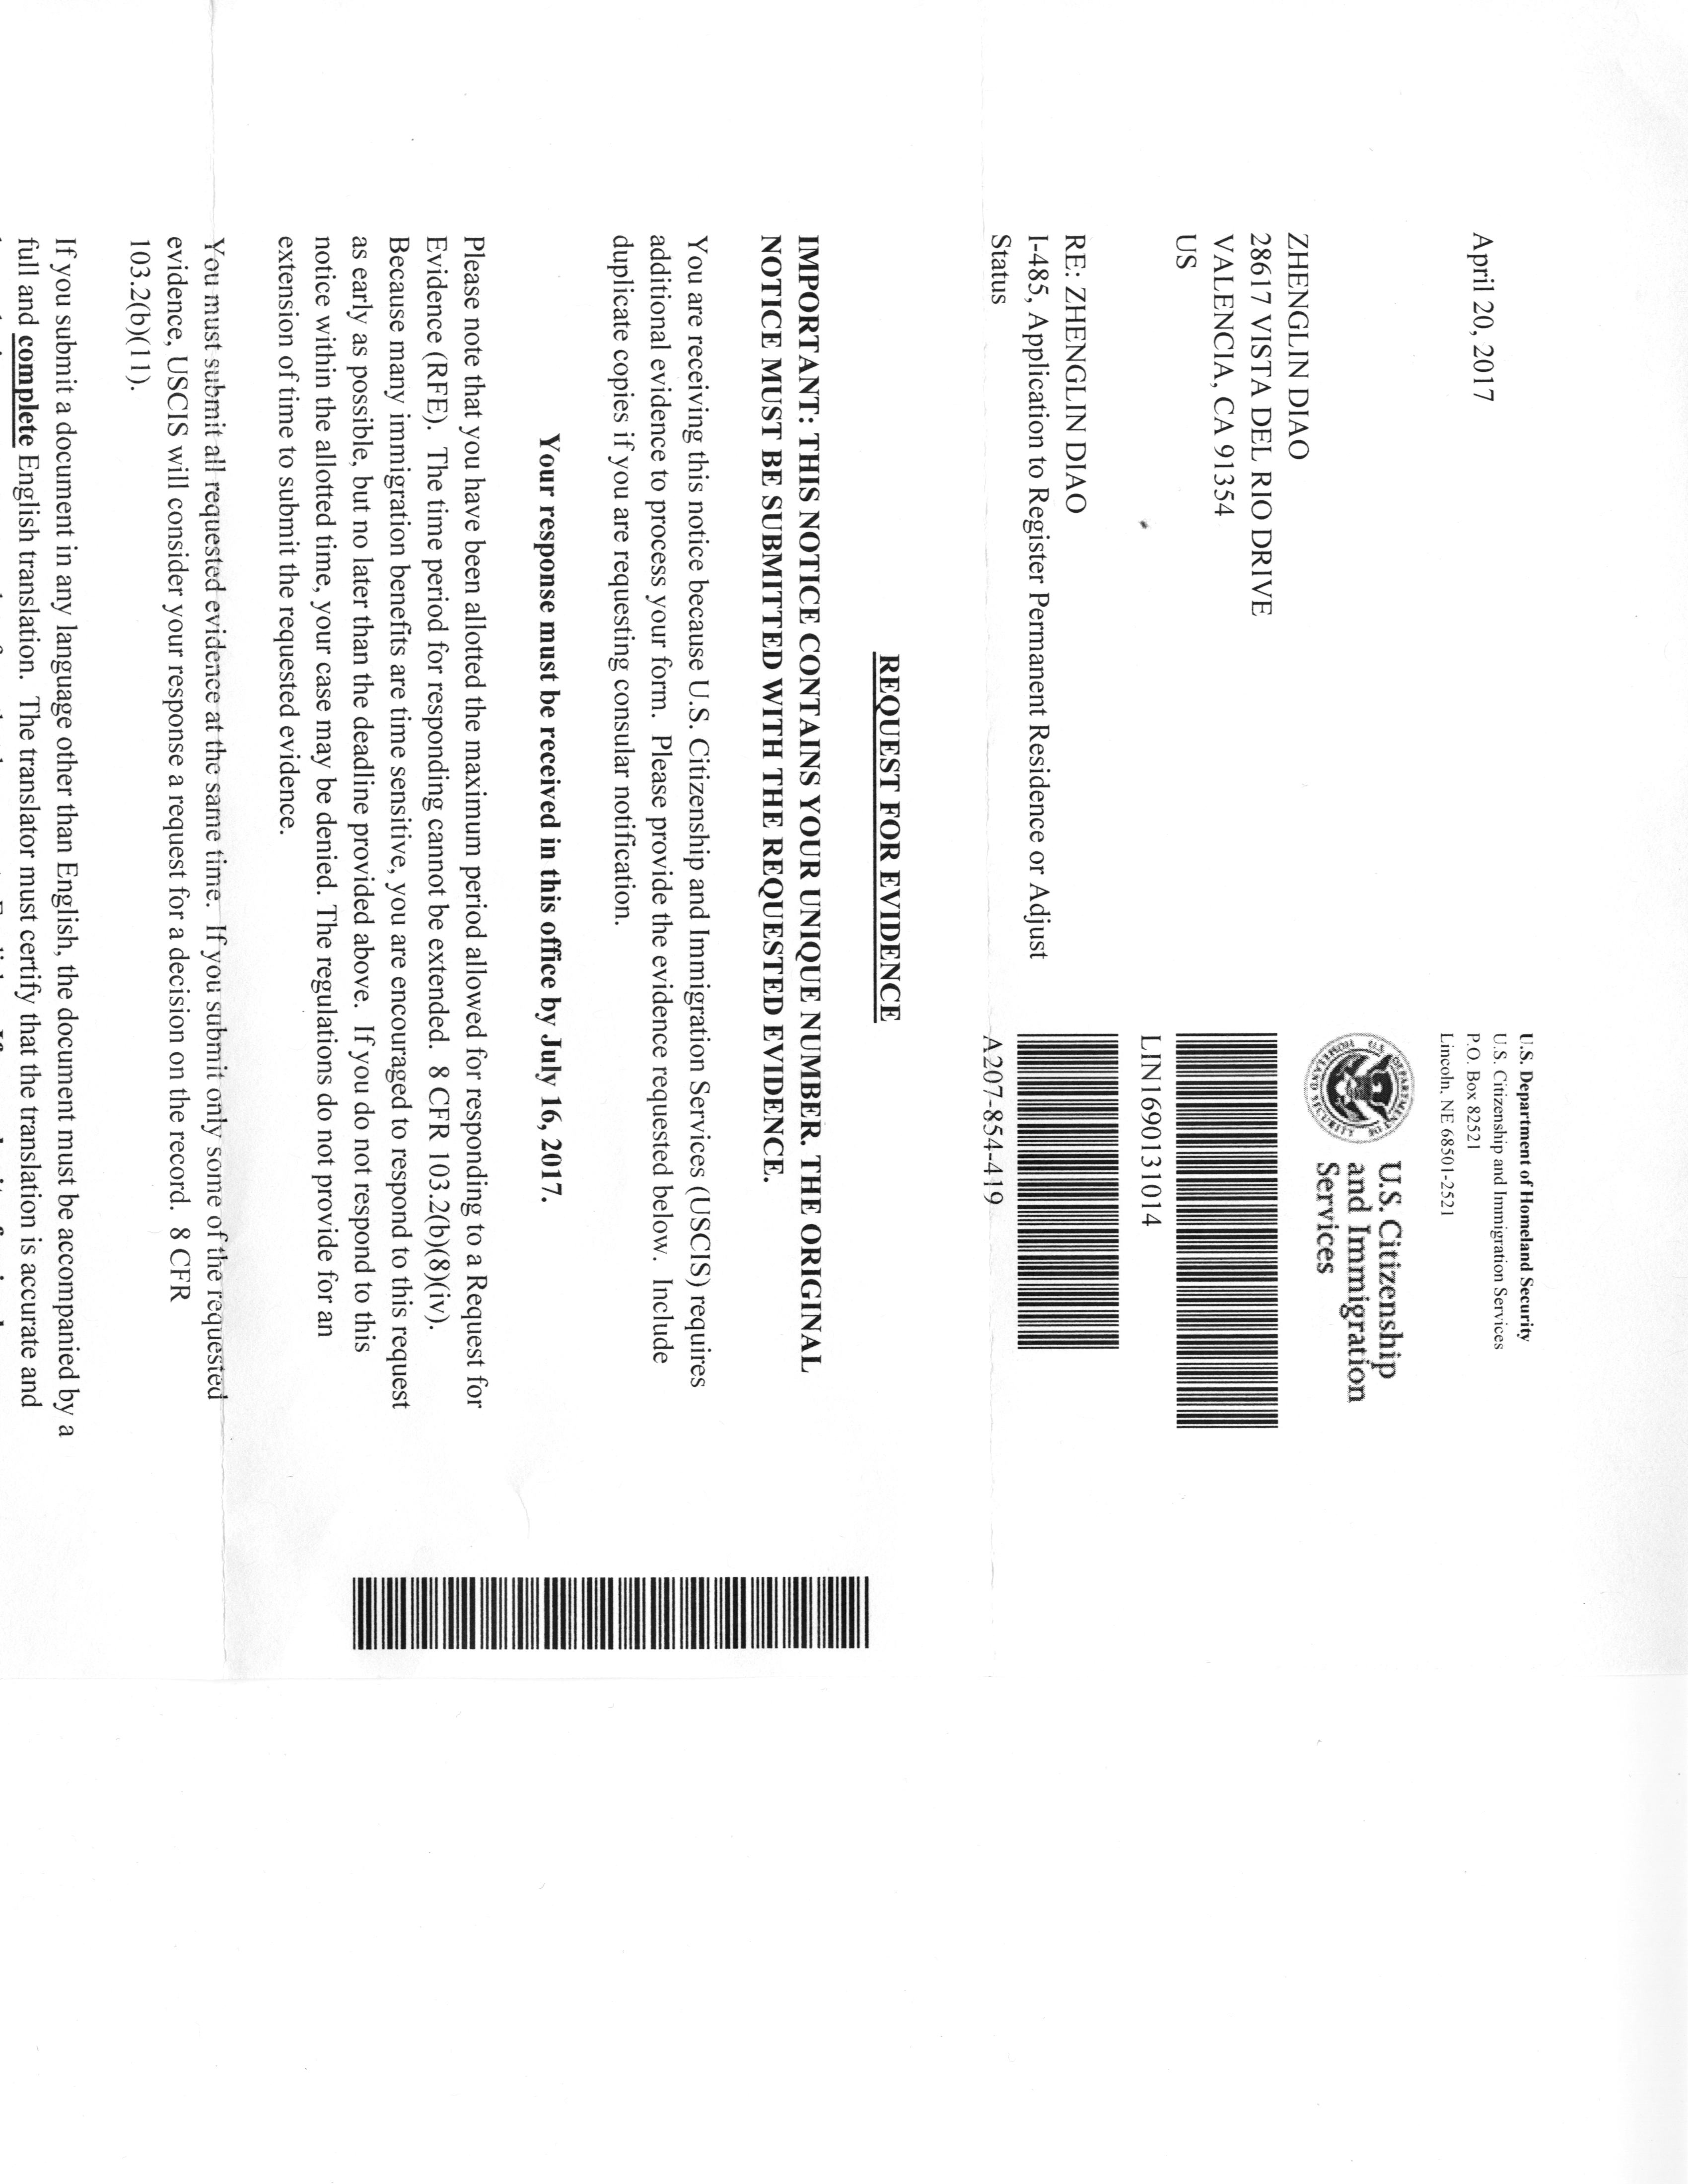 U.S. Department of Homeland Security
U.S. Citizenship and Immigration Services
P.O. Box 82521
Lincoln, NE 68501-2521
April 20, 2017
U.S. Citizenship
and Immigration
Services
U.S. DEPARTMENT OF HOMELAND SECURITY
ZHENGLIN DIAO
28617 VISTA DEL RIO DRIVE
VALENCIA, CA 91354
US
LIN1690131014
RE: ZHENGLIN DIAO
I-485, Application to Register Permanent Residence or Adjust
Status
A207-854-419
REQUEST FOR EVIDENCE
IMPORTANT: THIS NOTICE CONTAINS YOUR UNIQUE NUMBER. THE ORIGINAL
NOTICE MUST BE SUBMITTED WITH THE REQUESTED EVIDENCE.
You are receiving this notice because U.S. Citizenship and Immigration Services (USCIS) requires
additional evidence to process your form. Please provide the evidence requested below. Include
duplicate copies if you are requesting consular notification.
Your response must be received in this office by July 16, 2017.
Please note that you have been allotted the maximum period allowed for responding to a Request for
Evidence (RFE). The time period for responding cannot be extended. 8 CFR 103.2(b)(8)(iv).
Because many immigration benefits are time sensitive, you are encouraged to respond to this request
as early as possible, but no later than the deadline provided above. If you do not respond to this
notice within the allotted time, your case may be denied. The regulations do not provide for an
extension of time to submit the requested evidence.
You must submit all requested evidence at the same time. If you submit only some of the requested
evidence, USCIS will consider your response a request for a decision on the record. 8 CFR
103.2(b)(11).
If you submit a document in any language other than English, the document must be accompanied by a
full and complete English translation. The translator must certify that the translation is accurate and